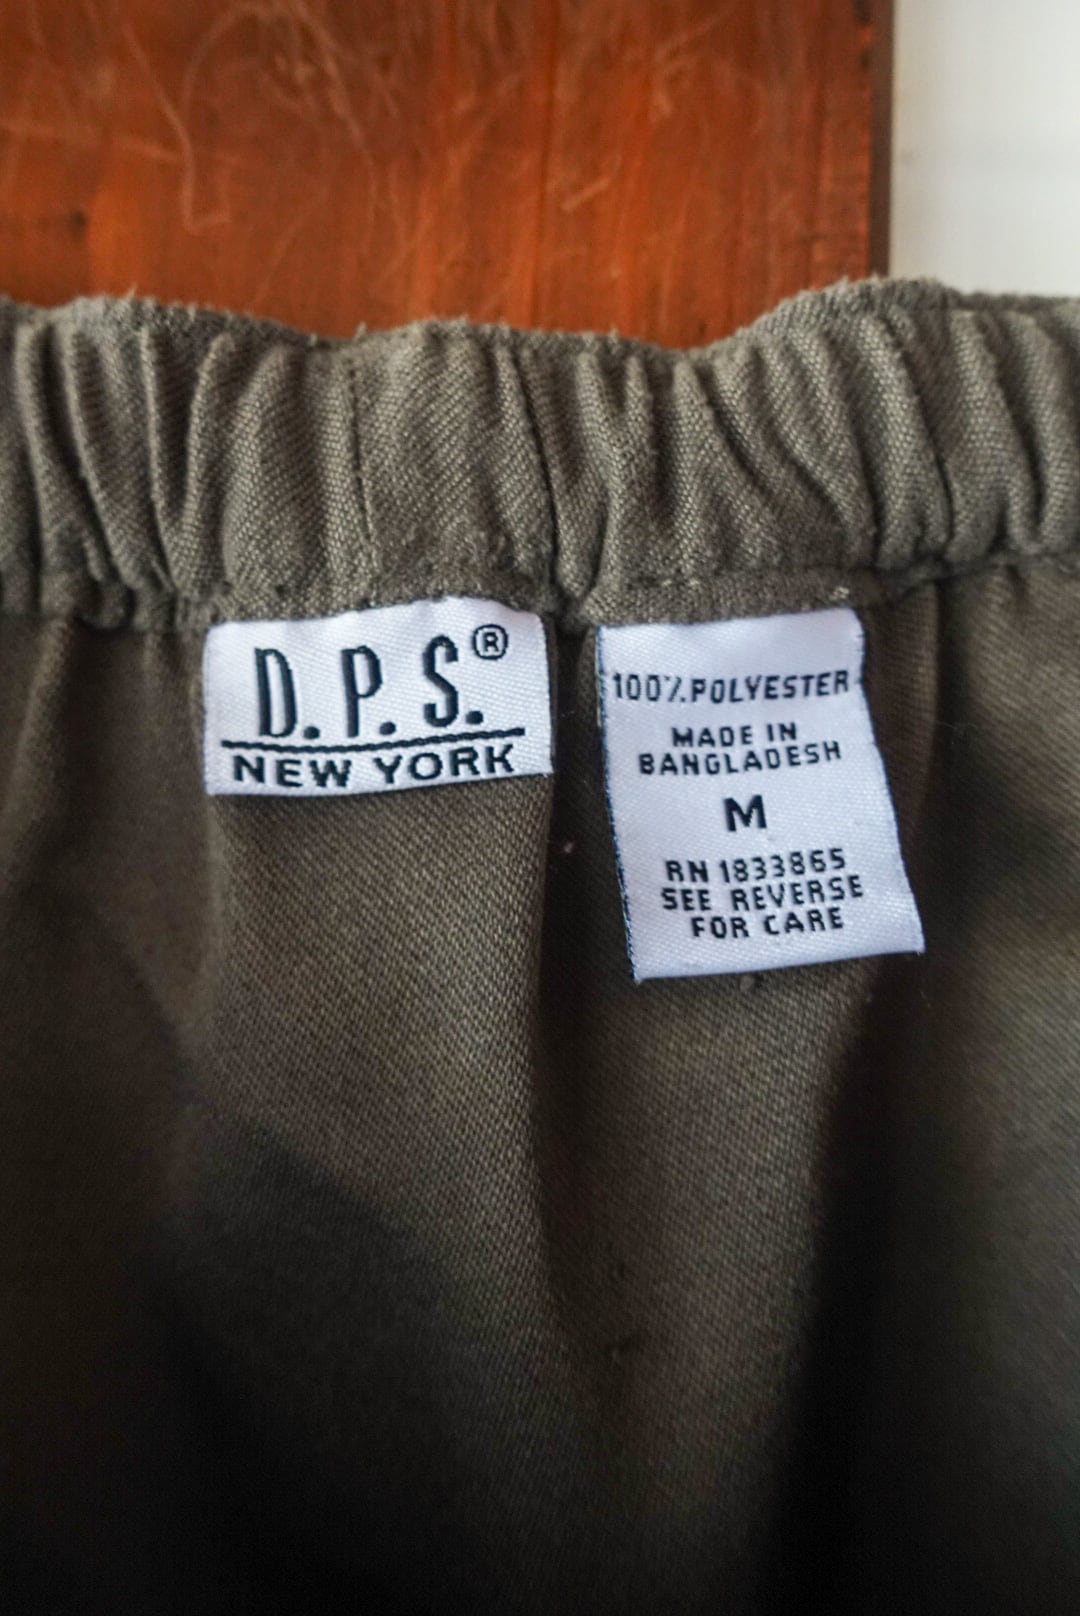 D.P.S.®
NEW YORK
100% POLYESTER
MADE IN
BANGLADESH
M
RN 1833865
SEE REVERSE
FOR CARE